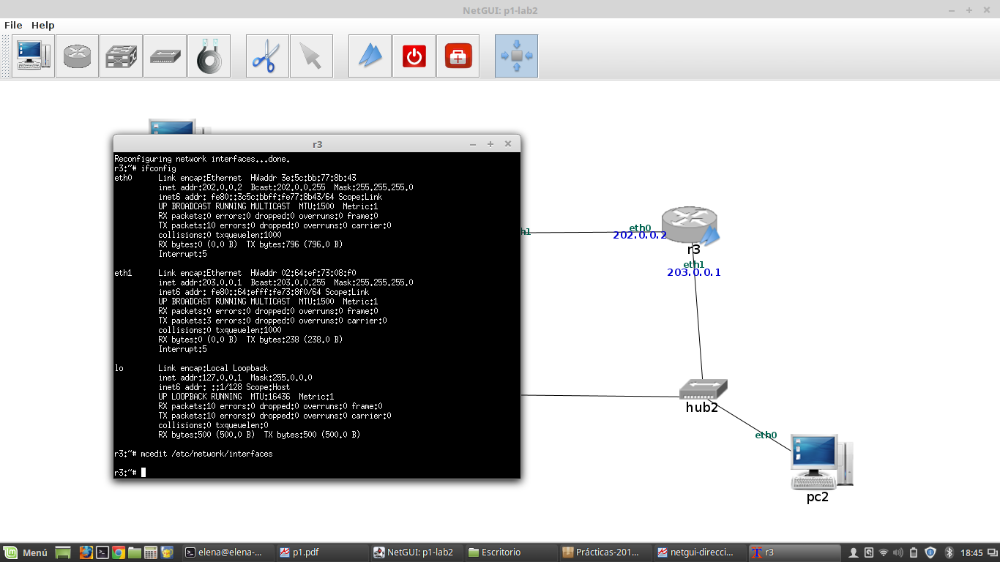 NetGUI: p1-lab2
File Help
r3
Reconfiguring network interfaces...done.
r3:~# ifconfig
eth0 Link encap:Ethernet HWaddr 3e:5c:bb:77:8b:43
inet addr:202.0.0.2 Bcast:202.0.0.255 Mask:255.255.255.0
inet6 addr: fe80::3c5c:bbff:fe77:8b43/64 Scope:Link
UP BROADCAST RUNNING MULTICAST MTU:1500 Metric:1
RX packets:0 errors:0 dropped:0 overruns:0 frame:0
TX packets:10 errors:0 dropped:0 overruns:0 carrier:0
collisions:0 txqueuelen:1000
RX bytes:0 (0.0 B) TX bytes:796 (796.0 B)
Interrupt:5
eth1 Link encap:Ethernet HWaddr 02:64:ef:73:08:f0
inet addr:203.0.0.1 Bcast:203.0.0.255 Mask:255.255.255.0
inet6 addr: fe80::64:efff:fe73:8f0/64 Scope:Link
UP BROADCAST RUNNING MULTICAST MTU:1500 Metric:1
RX packets:0 errors:0 dropped:0 overruns:0 frame:0
TX packets:3 errors:0 dropped:0 overruns:0 carrier:0
collisions:0 txqueuelen:1000
RX bytes:0 (0.0 B) TX bytes:238 (238.0 B)
Interrupt:5
lo Link encap:Local Loopback
inet addr:127.0.0.1 Mask:255.0.0.0
inet6 addr: ::1/128 Scope:Host
UP LOOPBACK RUNNING MTU:16436 Metric:1
RX packets:10 errors:0 dropped:0 overruns:0 frame:0
TX packets:10 errors:0 dropped:0 overruns:0 carrier:0
collisions:0 txqueuelen:0
RX bytes:500 (500.0 B) TX bytes:500 (500.0 B)
r3:~# mcedit /etc/network/interfaces
r3:~#
h1
eth0
202.0.0.2
r3
eth1
203.0.0.1
hub2
eth0
pc2
Menú
elena@elena-...
p1.pdf
NetGUI: p1-lab2
Escritorio
Prácticas-201...
netgui-direcci...
r3
18:45